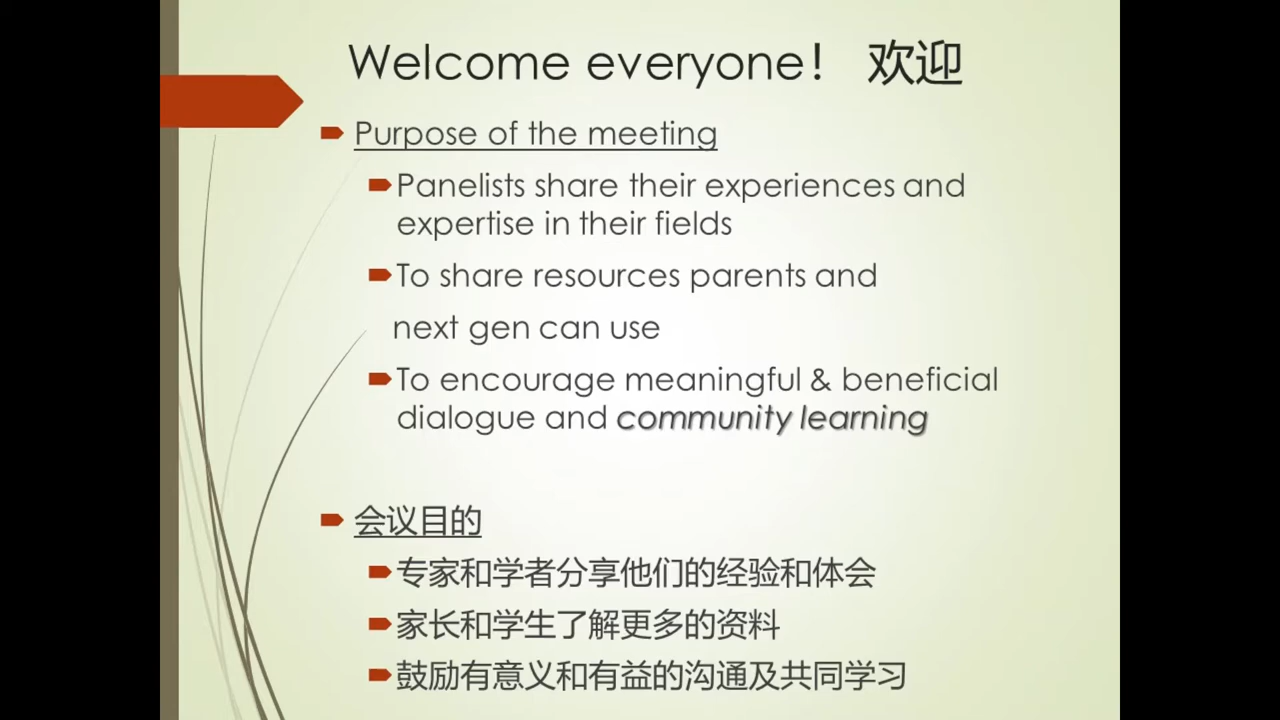 Welcome everyone! 欢迎
Purpose of the meeting
Panelists share their experiences and
expertise in their fields
To share resources parents and
next gen can use
To encourage meaningful & beneficial
dialogue and community learning
会议目的
专家和学者分享他们的经验和体会
家长和学生了解更多的资料
鼓励有意义和有益的沟通及共同学习